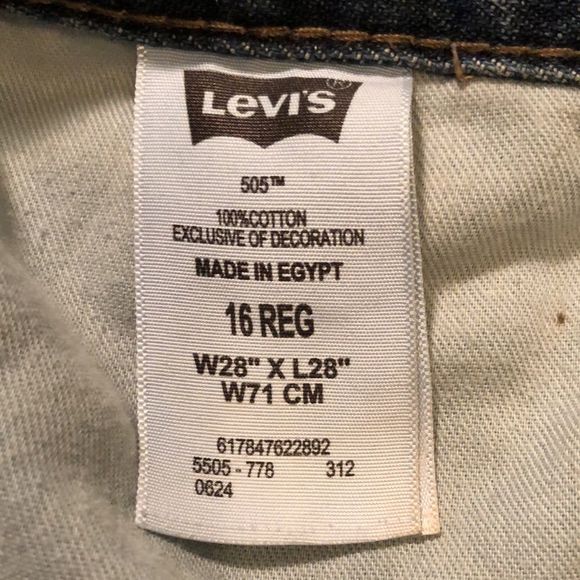 LEVI'S®
505™
100%COTTON
EXCLUSIVE OF DECORATION
MADE IN EGYPT
16 REG
W28" X L28"
W71 CM
617847622892
5505 - 778 312
0624